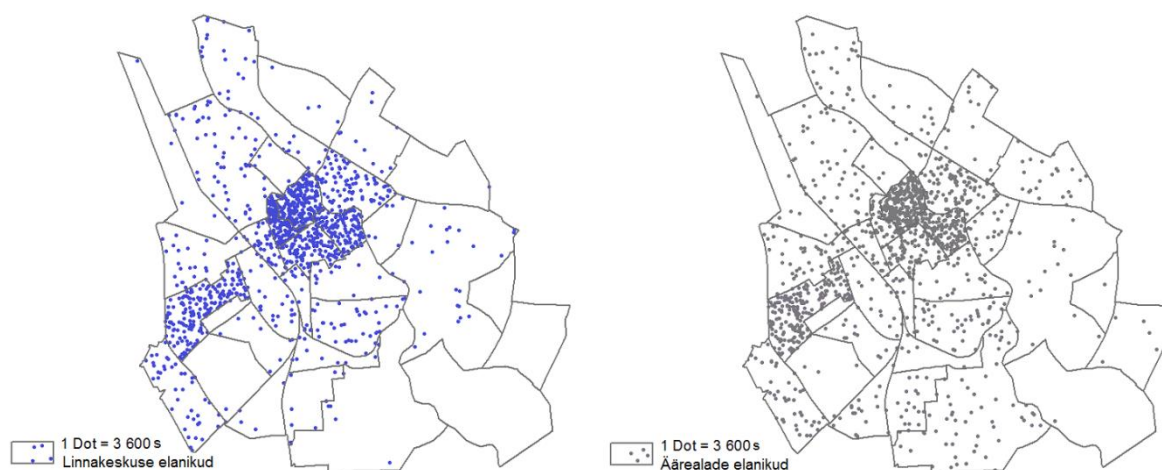 1 Dot = 3 600 s
Linnakeskuse elanikud
1 Dot = 3 600 s
Äärealade elanikud